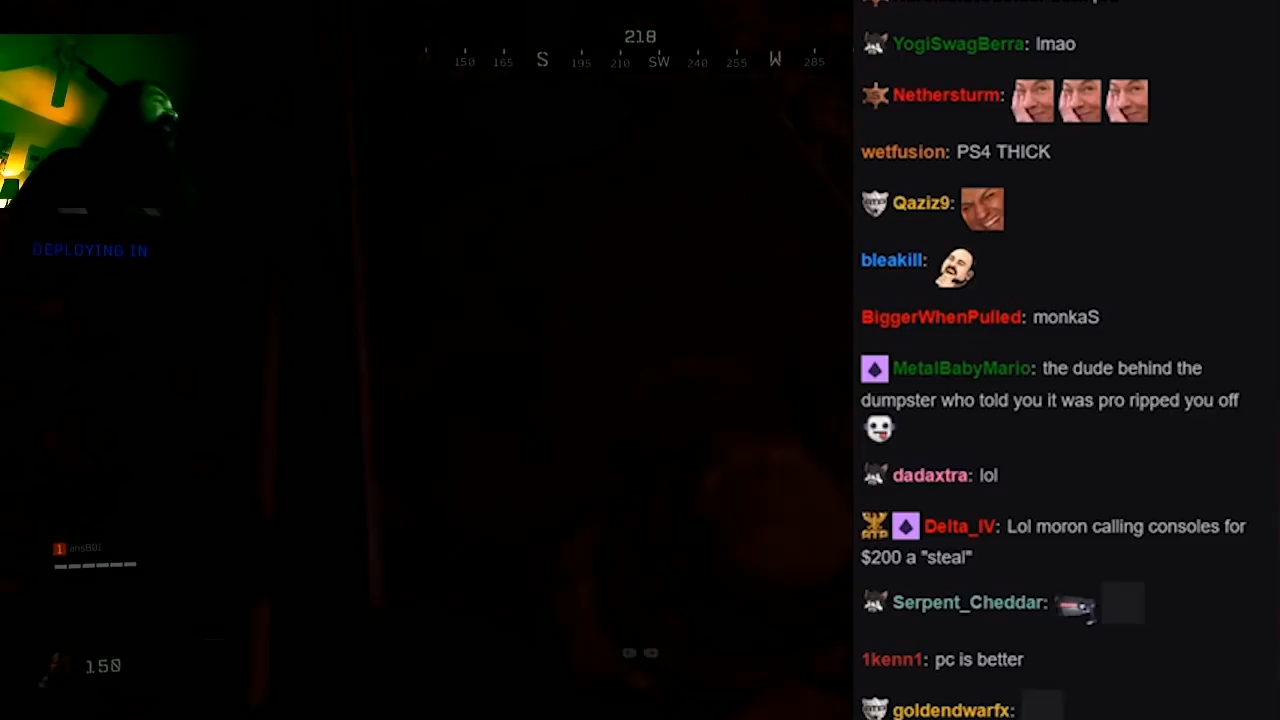 218
150 165 S 195 210 SW 240 255 W 285
DEPLOYING IN
1 ans801
150
YogiSwagBerra: lmao
Nethersturm:
wetfusion: PS4 THICK
Qaziz9:
bleakill:
BiggerWhenPulled: monkaS
MetalBabyMario: the dude behind the
dumpster who told you it was pro ripped you off
dadaxtra: lol
Delta_IV: Lol moron calling consoles for
$200 a "steal"
Serpent_Cheddar:
1kenn1: pc is better
goldendwarfx: